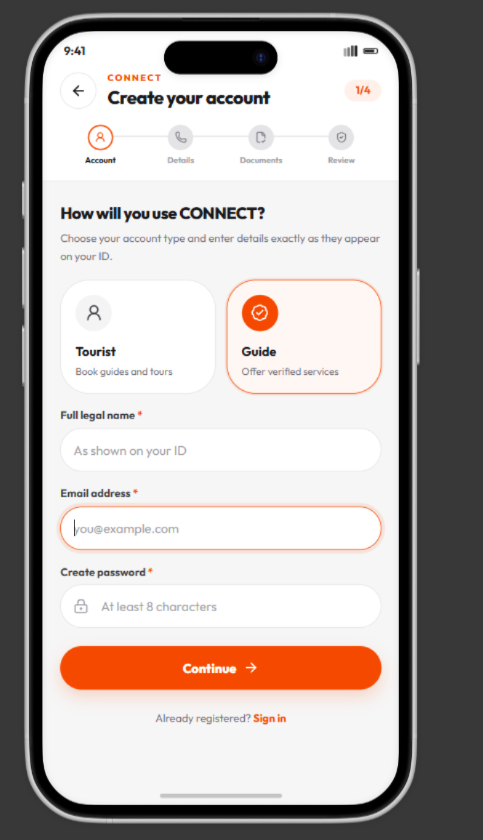 9:41
CONNECT
Create your account
1/4
Account
Details
Documents
Review
How will you use CONNECT?
Choose your account type and enter details exactly as they appear
on your ID.
Tourist
Book guides and tours
Guide
Offer verified services
Full legal name *
As shown on your ID
Email address *
you@example.com
Create password *
At least 8 characters
Continue →
Already registered? Sign in